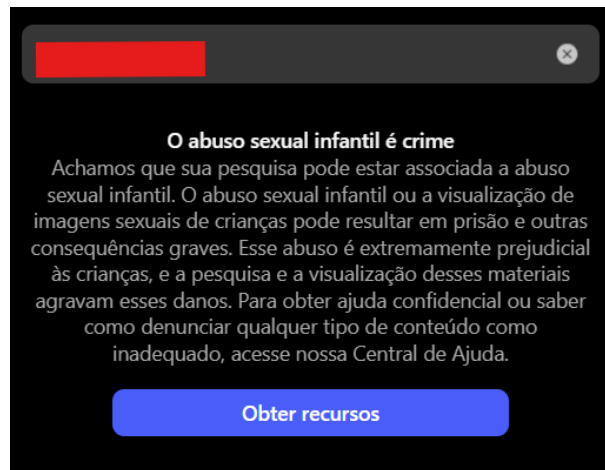 O abuso sexual infantil é crime
Achamos que sua pesquisa pode estar associada a abuso
sexual infantil. O abuso sexual infantil ou a visualização de
imagens sexuais de crianças pode resultar em prisão e outras
consequências graves. Esse abuso é extremamente prejudicial
às crianças, e a pesquisa e a visualização desses materiais
agravam esses danos. Para obter ajuda confidencial ou saber
como denunciar qualquer tipo de conteúdo como
inadequado, acesse nossa Central de Ajuda.
Obter recursos